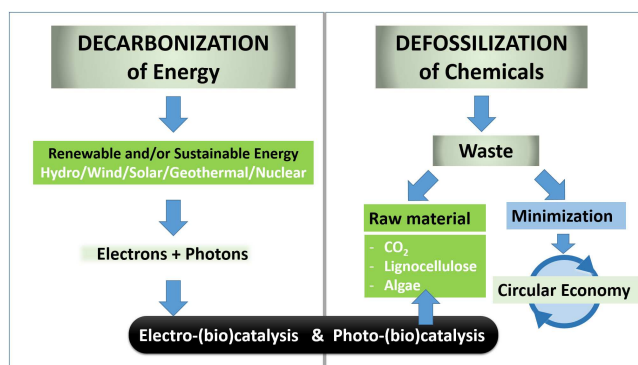 DECARBONIZATION
of Energy
Renewable and/or Sustainable Energy
Hydro/Wind/Solar/Geothermal/Nuclear
Electrons + Photons
DEFOSSILIZATION
of Chemicals
Waste
Raw material
- CO₂
- Lignocellulose
- Algae
Minimization
Circular Economy
Electro-(bio)catalysis & Photo-(bio)catalysis